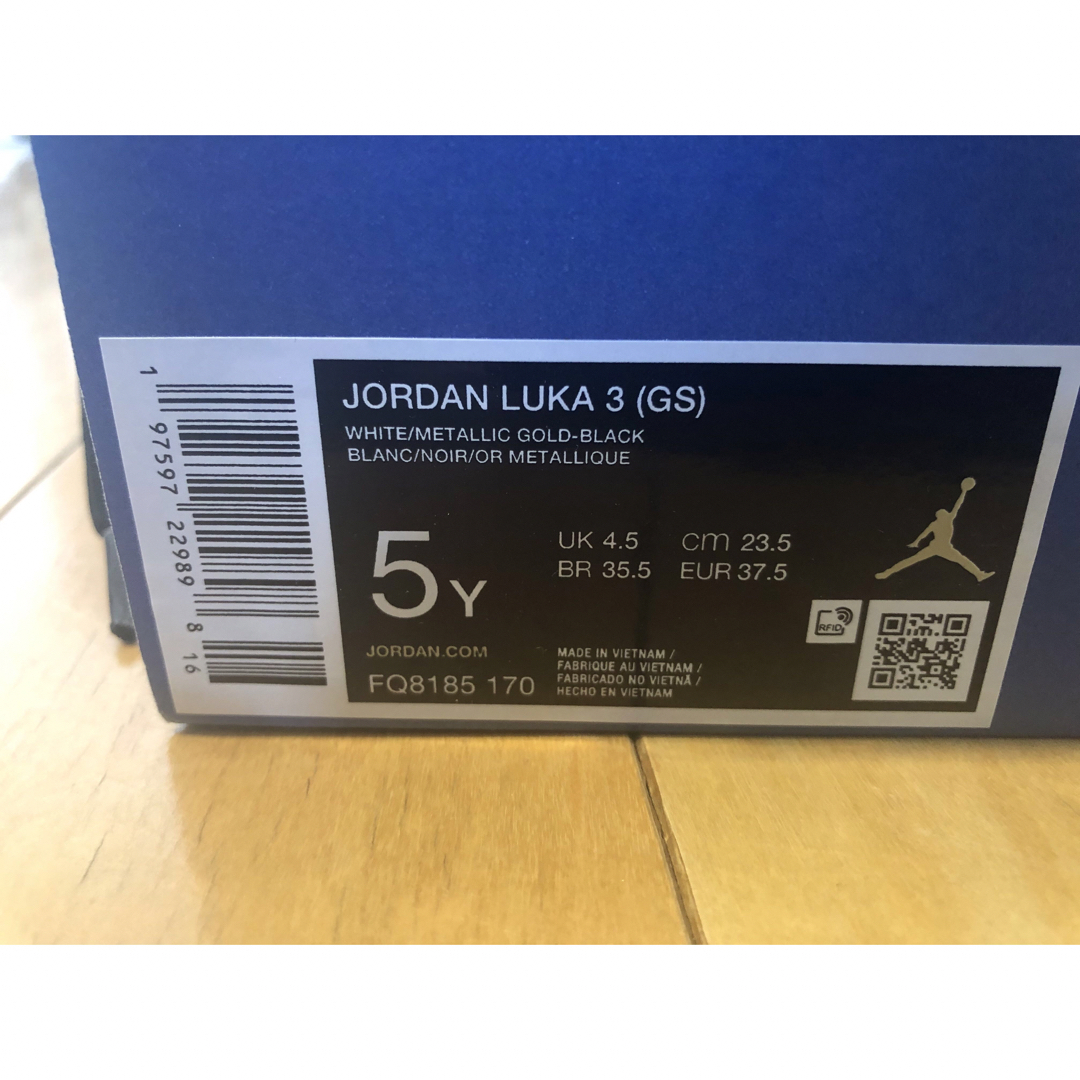 JORDAN LUKA 3 (GS)
WHITE/METALLIC GOLD-BLACK
BLANC/NOIR/OR METALLIQUE
5Y
UK 4.5 cm 23.5
BR 35.5 EUR 37.5
JORDAN.COM
FQ8185 170
MADE IN VIETNAM /
FABRIQUE AU VIETNAM /
FABRICADO NO VIETNÃ /
HECHO EN VIETNAM
RFID
1 97597 22989 8 16